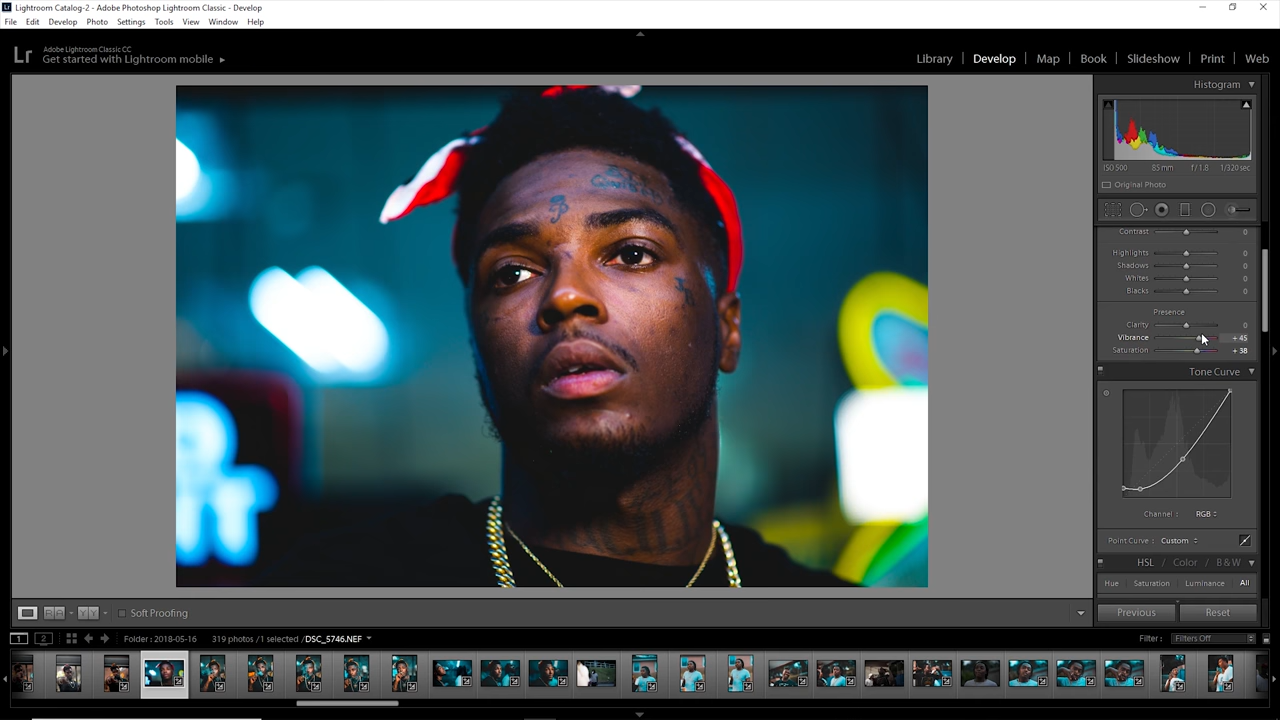 Lr Lightroom Catalog-2 - Adobe Photoshop Lightroom Classic - Develop
File Edit Develop Photo Settings Tools View Window Help
Lr Adobe Lightroom Classic CC
Get started with Lightroom mobile
Library | Develop | Map | Book | Slideshow | Print | Web
Histogram
ISO 500 85 mm f / 1.8 1/320 sec
Original Photo
Contrast 0
Highlights 0
Shadows 0
Whites 0
Blacks 0
Presence
Clarity 0
Vibrance + 45
Saturation + 38
Tone Curve
Channel : RGB
Point Curve : Custom
HSL / Color / B & W
Hue Saturation Luminance All
Previous Reset
Soft Proofing
1 2 Folder : 2018-05-16 319 photos / 1 selected / DSC_5746.NEF Filter : Filters Off